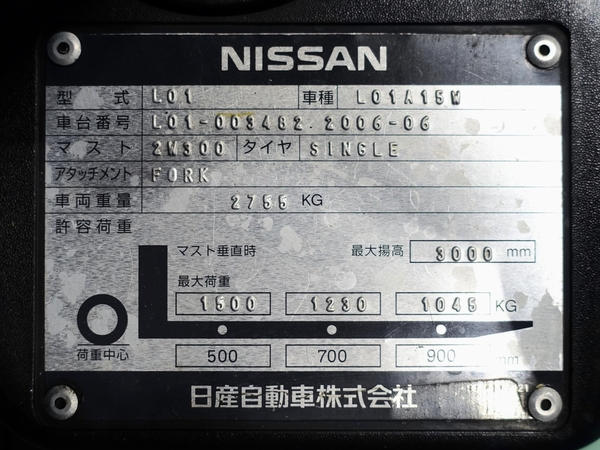 NISSAN
型式 L01 車種 L01A15W
車台番号 L01-003482.2006-06
マスト 2W300 タイヤ SINGLE
アタッチメント FORK
車両重量 2755 KG
許容荷重
マスト垂直時 最大揚高 3000 mm
最大荷重
1500 1230 1045 KG
荷重中心 500 700 900 mm
日産自動車株式会社